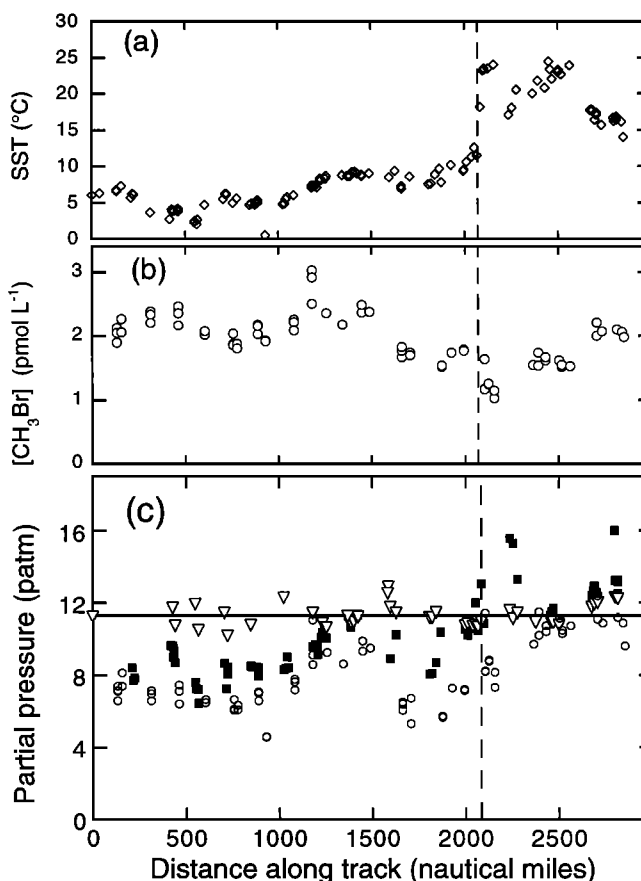 (a)
SST (°C)
30
25
20
15
10
5
0
(b)
[CH₃Br] (pmol L⁻¹)
3
2
1
0
(c)
Partial pressure (patm)
16
12
8
4
0
0 500 1000 1500 2000 2500
Distance along track (nautical miles)